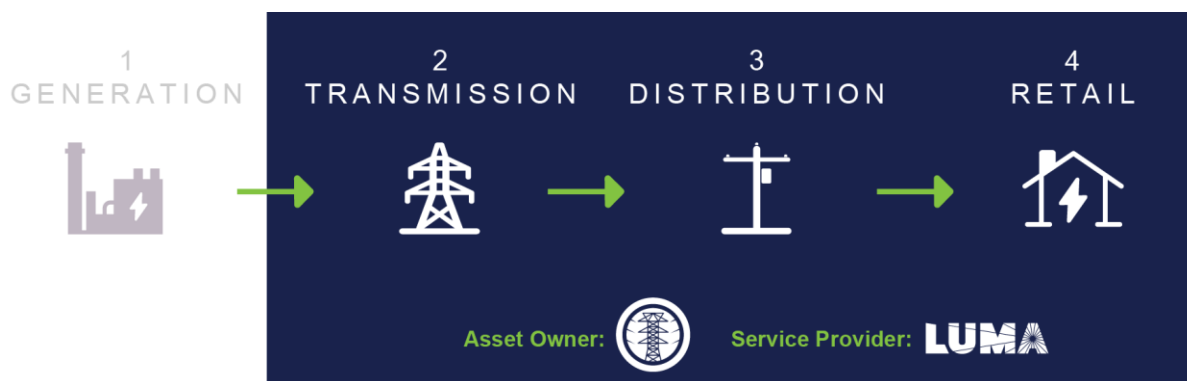 1
GENERATION
2
TRANSMISSION
3
DISTRIBUTION
4
RETAIL
Asset Owner:
Service Provider: LUMA